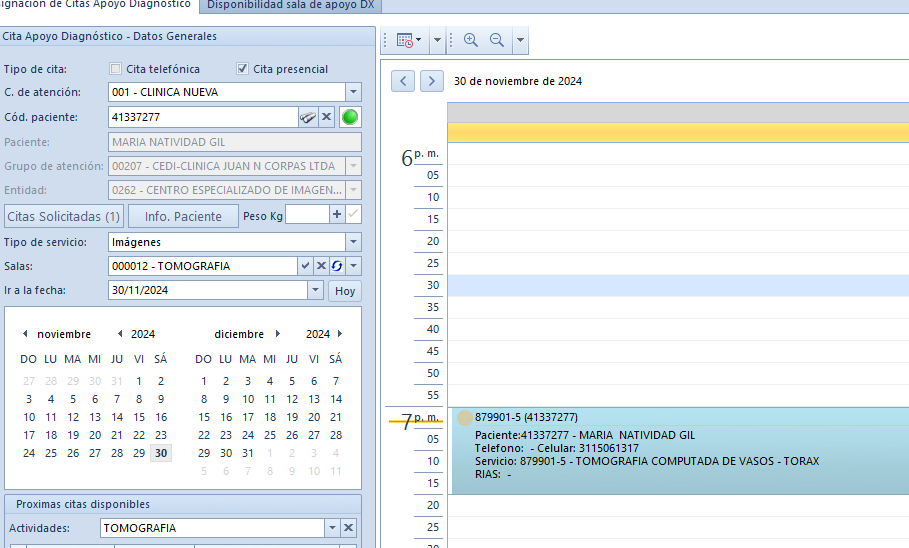 signación de Citas Apoyo Diagnóstico
Disponibilidad sala de apoyo DX
Cita Apoyo Diagnóstico - Datos Generales
Tipo de cita: Cita telefónica Cita presencial
C. de atención: 001 - CLINICA NUEVA
Cód. paciente: 41337277
Paciente: MARIA NATIVIDAD GIL
Grupo de atención: 00207 - CEDI-CLINICA JUAN N CORPAS LTDA
Entidad: 0262 - CENTRO ESPECIALIZADO DE IMAGEN...
Citas Solicitadas (1) Info. Paciente Peso Kg
Tipo de servicio: Imágenes
Salas: 000012 - TOMOGRAFIA
Ir a la fecha: 30/11/2024 Hoy
noviembre 2024
DO LU MA MI JU VI SÁ
27 28 29 30 31 1 2
3 4 5 6 7 8 9
10 11 12 13 14 15 16
17 18 19 20 21 22 23
24 25 26 27 28 29 30
diciembre 2024
DO LU MA MI JU VI SÁ
1 2 3 4 5 6 7
8 9 10 11 12 13 14
15 16 17 18 19 20 21
22 23 24 25 26 27 28
29 30 31 1 2 3 4
5 6 7 8 9 10 11
Proximas citas disponibles
Actividades: TOMOGRAFIA
30 de noviembre de 2024
6 p. m.
05
10
15
20
25
30
35
40
45
50
55
7 p. m.
05
10
15
20
25
30
879901-5 (41337277)
Paciente:41337277 - MARIA NATIVIDAD GIL
Telefono: - Celular: 3115061317
Servicio: 879901-5 - TOMOGRAFIA COMPUTADA DE VASOS - TORAX
RIAS: -